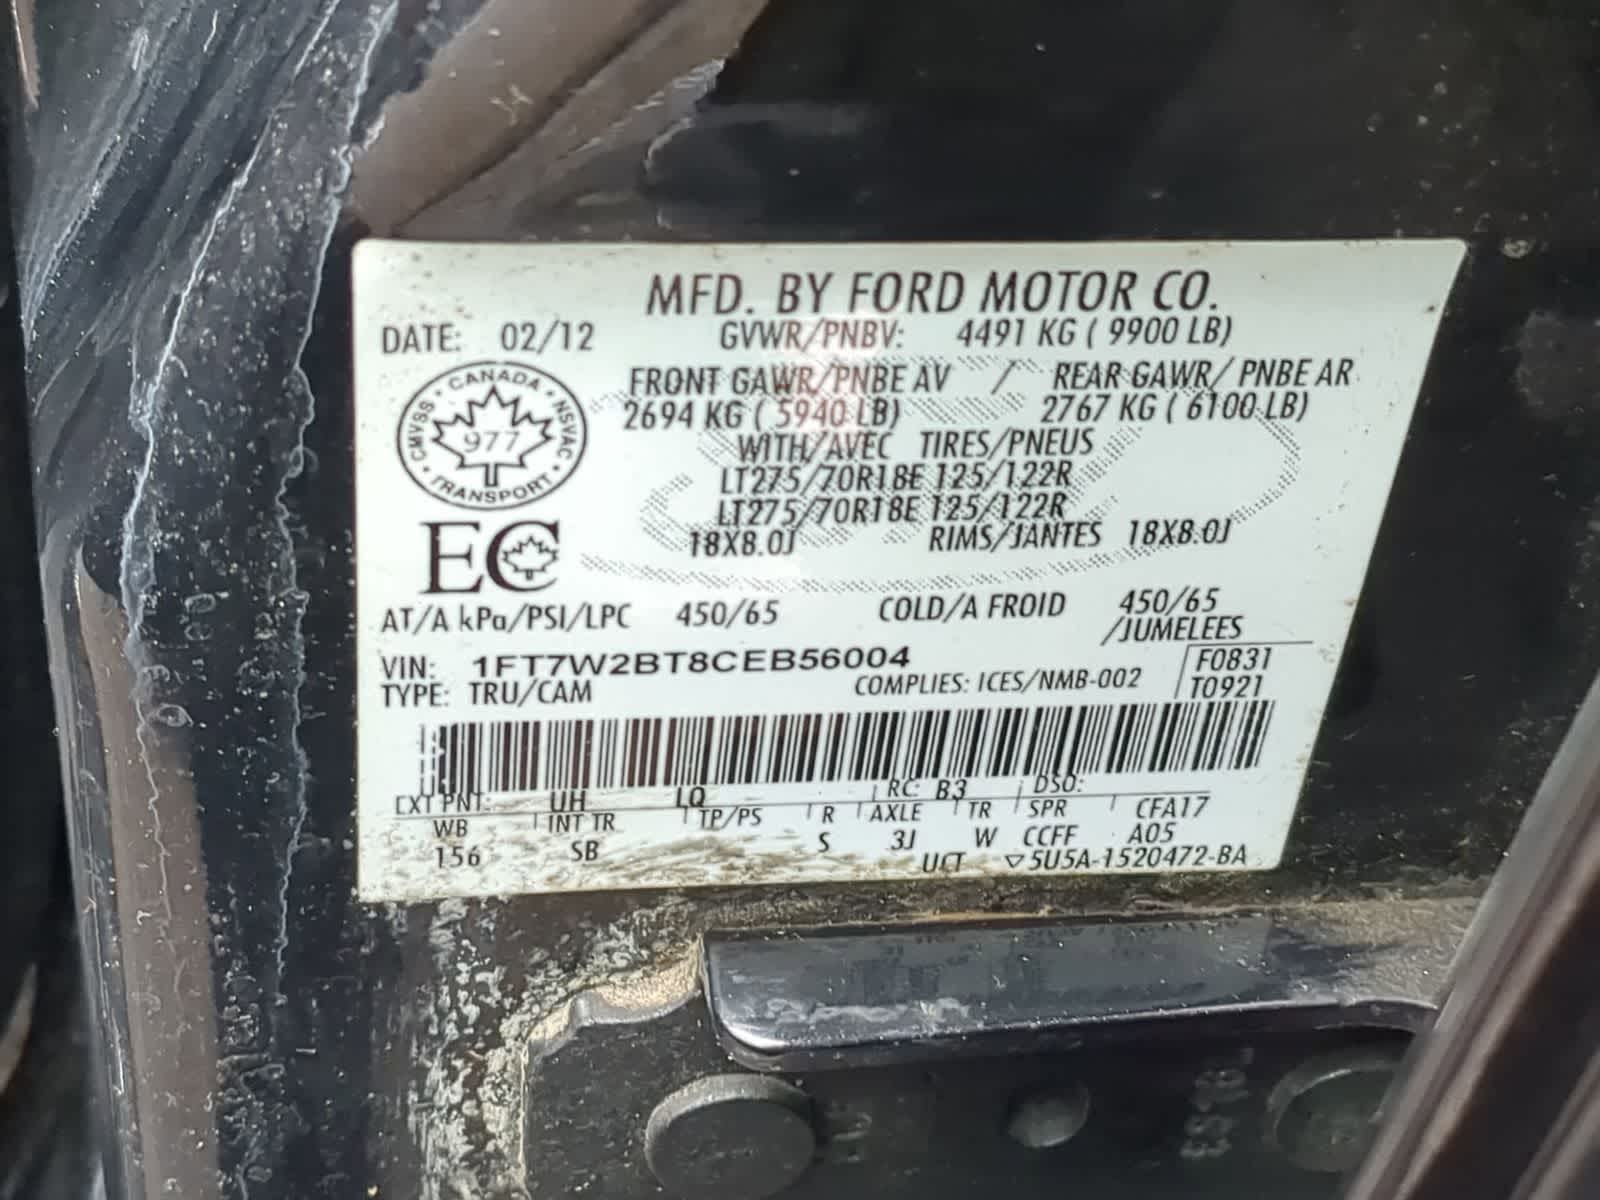 MFD. BY FORD MOTOR CO.
DATE: 02/12 GVWR/PNBV: 4491 KG ( 9900 LB)
FRONT GAWR/PNBE AV / REAR GAWR/ PNBE AR
2694 KG ( 5940 LB) 2767 KG ( 6100 LB)
WITH/AVEC TIRES/PNEUS
LT275/70R18E 125/122R
LT275/70R18E 125/122R
18X8.0J RIMS/JANTES 18X8.0J
CANADA
CMVSS 977 NSVAC
TRANSPORT
EC
AT/A kPa/PSI/LPC 450/65 COLD/A FROID 450/65
/JUMELEES
VIN: 1FT7W2BT8CEB56004 F0831
TYPE: TRU/CAM COMPLIES: ICES/NMB-002 T0921
EXT PNT: UH LQ RC: B3 DSO:
WB INT TR TP/PS R AXLE TR SPR CFA17
156 SB S 3J W CCFF A05
UCT ▽5U5A-1520472-BA